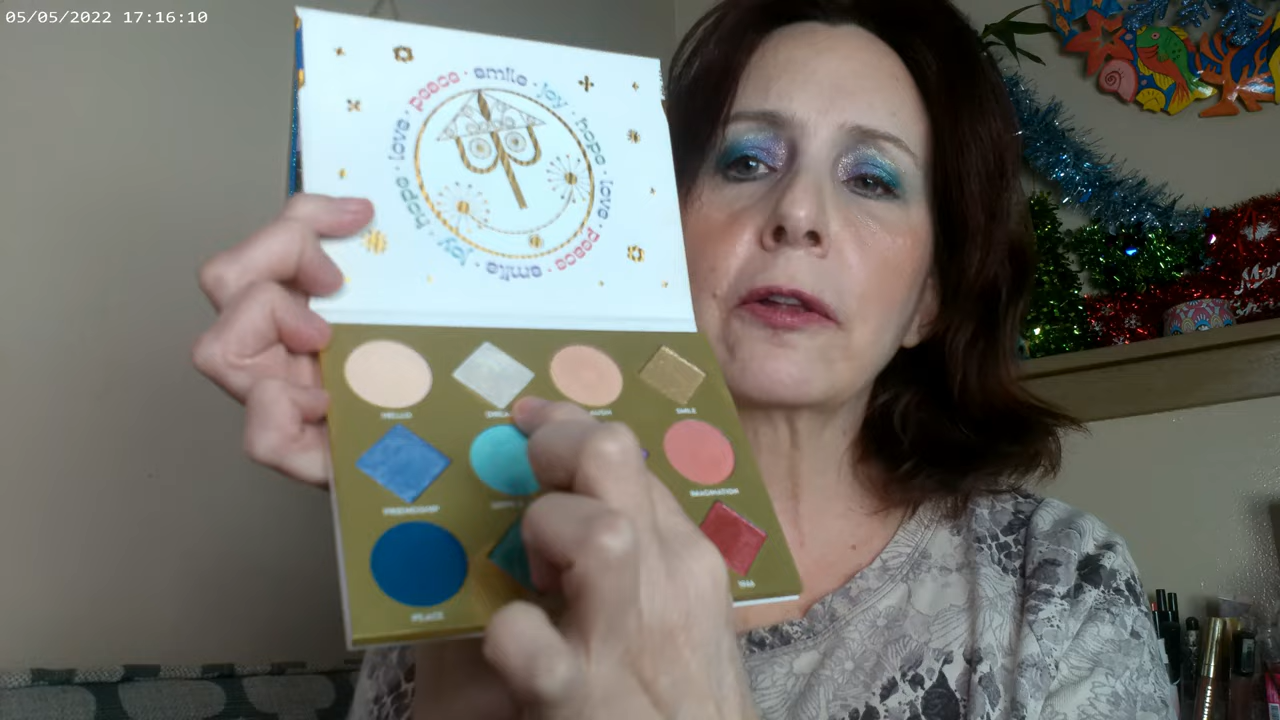 05/05/2022 17:16:10
smile · joy · hope · love · peace · smile · joy · hope · love · peace ·
HELLO
SMILE
FRIENDSHIP
IMAGINATION
PEACE
1966